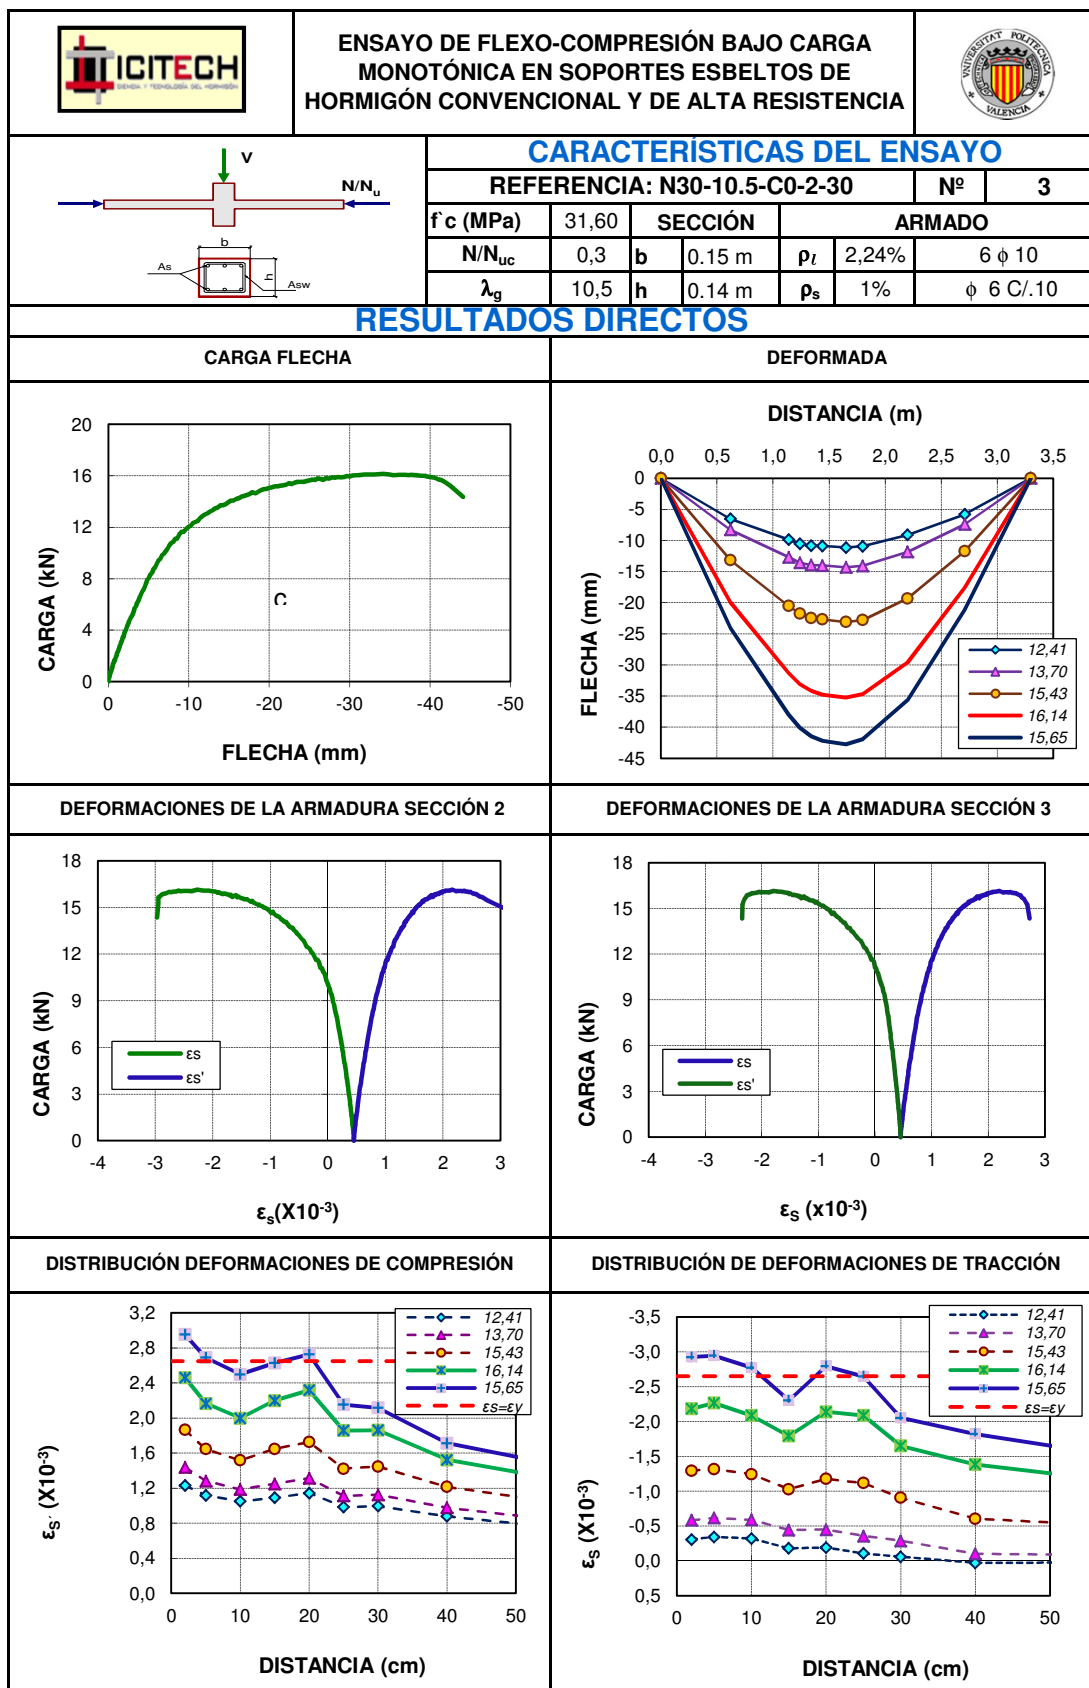 ICITECH
CIENCIA Y TECNOLOGÍA DEL HORMIGÓN
ENSAYO DE FLEXO-COMPRESIÓN BAJO CARGA
MONOTÓNICA EN SOPORTES ESBELTOS DE
HORMIGÓN CONVENCIONAL Y DE ALTA RESISTENCIA
VNIVERSITAT POLITECNICA
VALENCIA
V
N/Nu
b
As
h
Asw
CARACTERÍSTICAS DEL ENSAYO
REFERENCIA: N30-10.5-C0-2-30 Nº 3
f`c (MPa) 31,60 SECCIÓN ARMADO
N/Nuc 0,3 b 0.15 m ρl 2,24% 6 ϕ 10
λg 10,5 h 0.14 m ρs 1% ϕ 6 C/.10
RESULTADOS DIRECTOS
CARGA FLECHA
20
16
12
8
4
0
0 -10 -20 -30 -40 -50
CARGA (kN)
C
FLECHA (mm)
DEFORMADA
DISTANCIA (m)
0,0 0,5 1,0 1,5 2,0 2,5 3,0 3,5
0
-5
-10
-15
-20
-25
-30
-35
-40
-45
FLECHA (mm)
12,41
13,70
15,43
16,14
15,65
DEFORMACIONES DE LA ARMADURA SECCIÓN 2
18
15
12
9
6
3
0
-4 -3 -2 -1 0 1 2 3
CARGA (kN)
εs
εs'
εs(X10-3)
DEFORMACIONES DE LA ARMADURA SECCIÓN 3
18
15
12
9
6
3
0
-4 -3 -2 -1 0 1 2 3
CARGA (kN)
εs
εs'
εS (x10-3)
DISTRIBUCIÓN DEFORMACIONES DE COMPRESIÓN
3,2
2,8
2,4
2,0
1,6
1,2
0,8
0,4
0,0
0 10 20 30 40 50
εS' (X10-3)
12,41
13,70
15,43
16,14
15,65
εs=εy
DISTANCIA (cm)
DISTRIBUCIÓN DE DEFORMACIONES DE TRACCIÓN
-3,5
-3,0
-2,5
-2,0
-1,5
-1,0
-0,5
0,0
0,5
0 10 20 30 40 50
εS (X10-3)
12,41
13,70
15,43
16,14
15,65
εs=εy
DISTANCIA (cm)